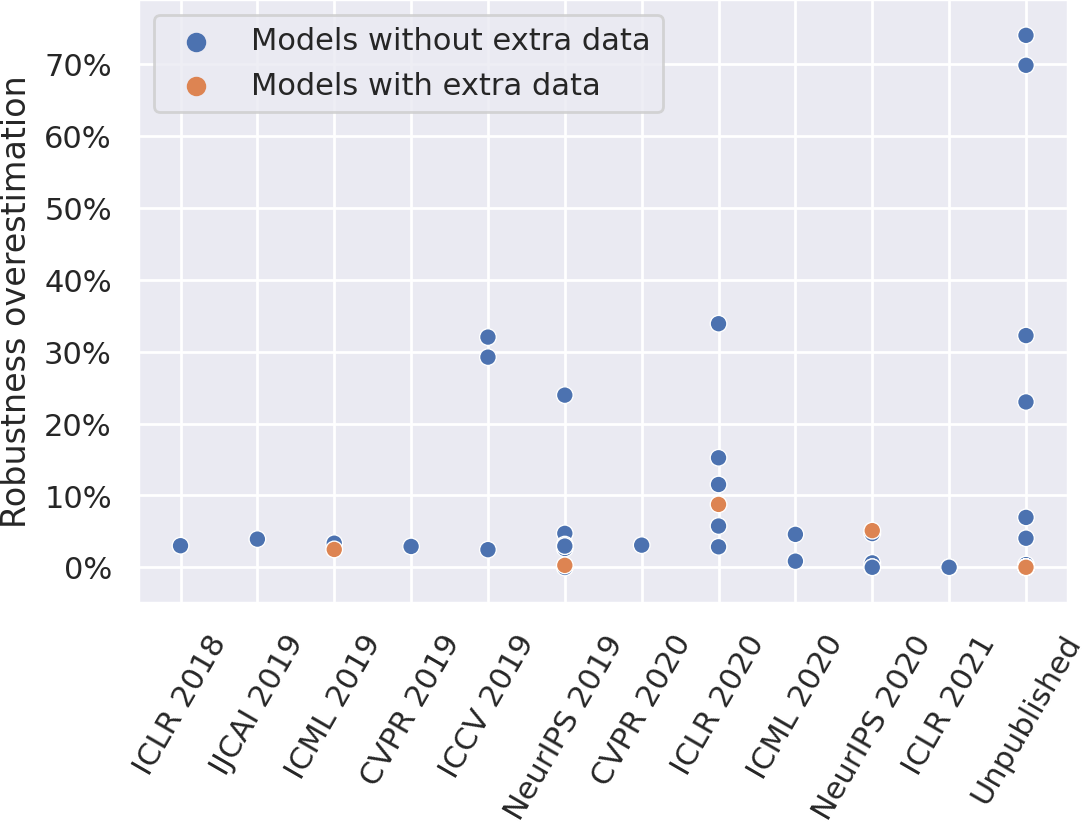 Models without extra data
Models with extra data
Robustness overestimation
70%
60%
50%
40%
30%
20%
10%
0%
ICLR 2018
IJCAI 2019
ICML 2019
CVPR 2019
ICCV 2019
NeurIPS 2019
CVPR 2020
ICLR 2020
ICML 2020
NeurIPS 2020
ICLR 2021
Unpublished